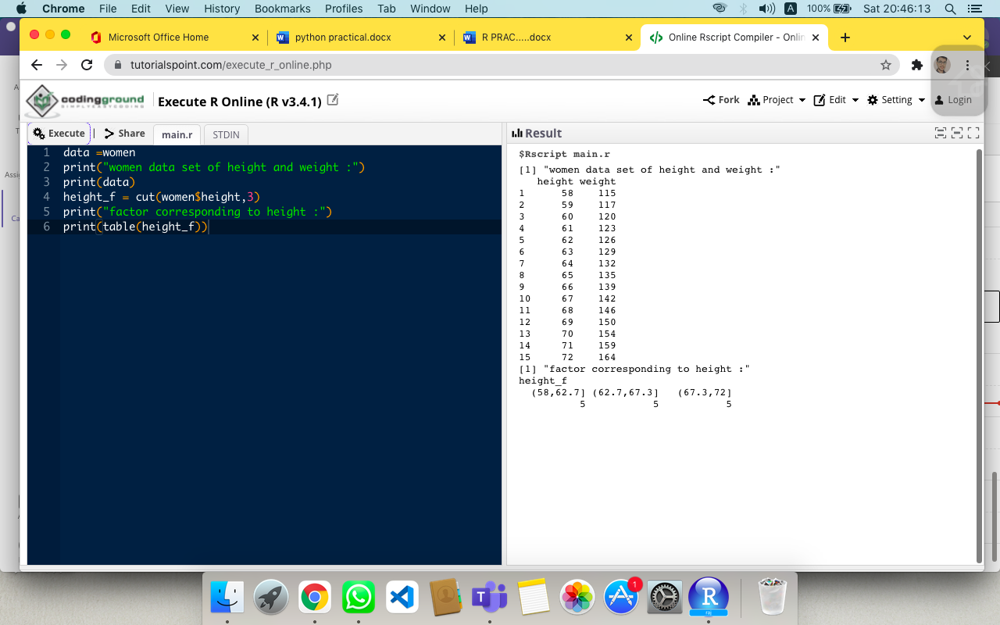 Chrome File Edit View History Bookmarks Profiles Tab Window Help A 100% Sat 20:46:13
Microsoft Office Home python practical.docx R PRAC.....docx Online Rscript Compiler - Onlin
tutorialspoint.com/execute_r_online.php
codingground
SIMPLYEASYCODING
Execute R Online (R v3.4.1)
Fork Project Edit Setting Login
Execute | Share main.r STDIN
1 data =women
2 print("women data set of height and weight :")
3 print(data)
4 height_f = cut(women$height,3)
5 print("factor corresponding to height :")
6 print(table(height_f))
Result
$Rscript main.r
[1] "women data set of height and weight :"
height weight
1 58 115
2 59 117
3 60 120
4 61 123
5 62 126
6 63 129
7 64 132
8 65 135
9 66 139
10 67 142
11 68 146
12 69 150
13 70 154
14 71 159
15 72 164
[1] "factor corresponding to height :"
height_f
(58,62.7] (62.7,67.3] (67.3,72]
5 5 5
T
1
R
raj